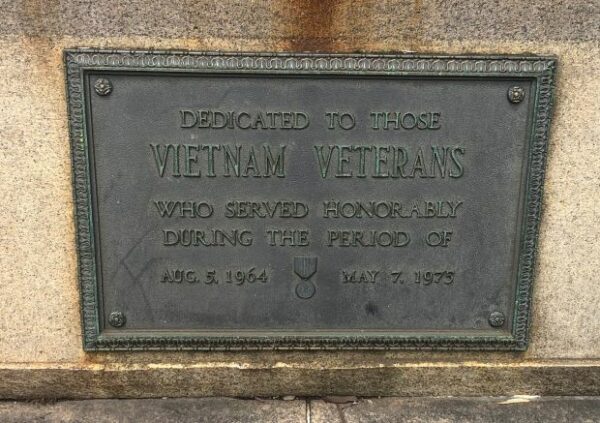 DEDICATED TO THOSE
VIETNAM VETERANS
WHO SERVED HONORABLY
DURING THE PERIOD OF
AUG. 5, 1964 MAY 7, 1975